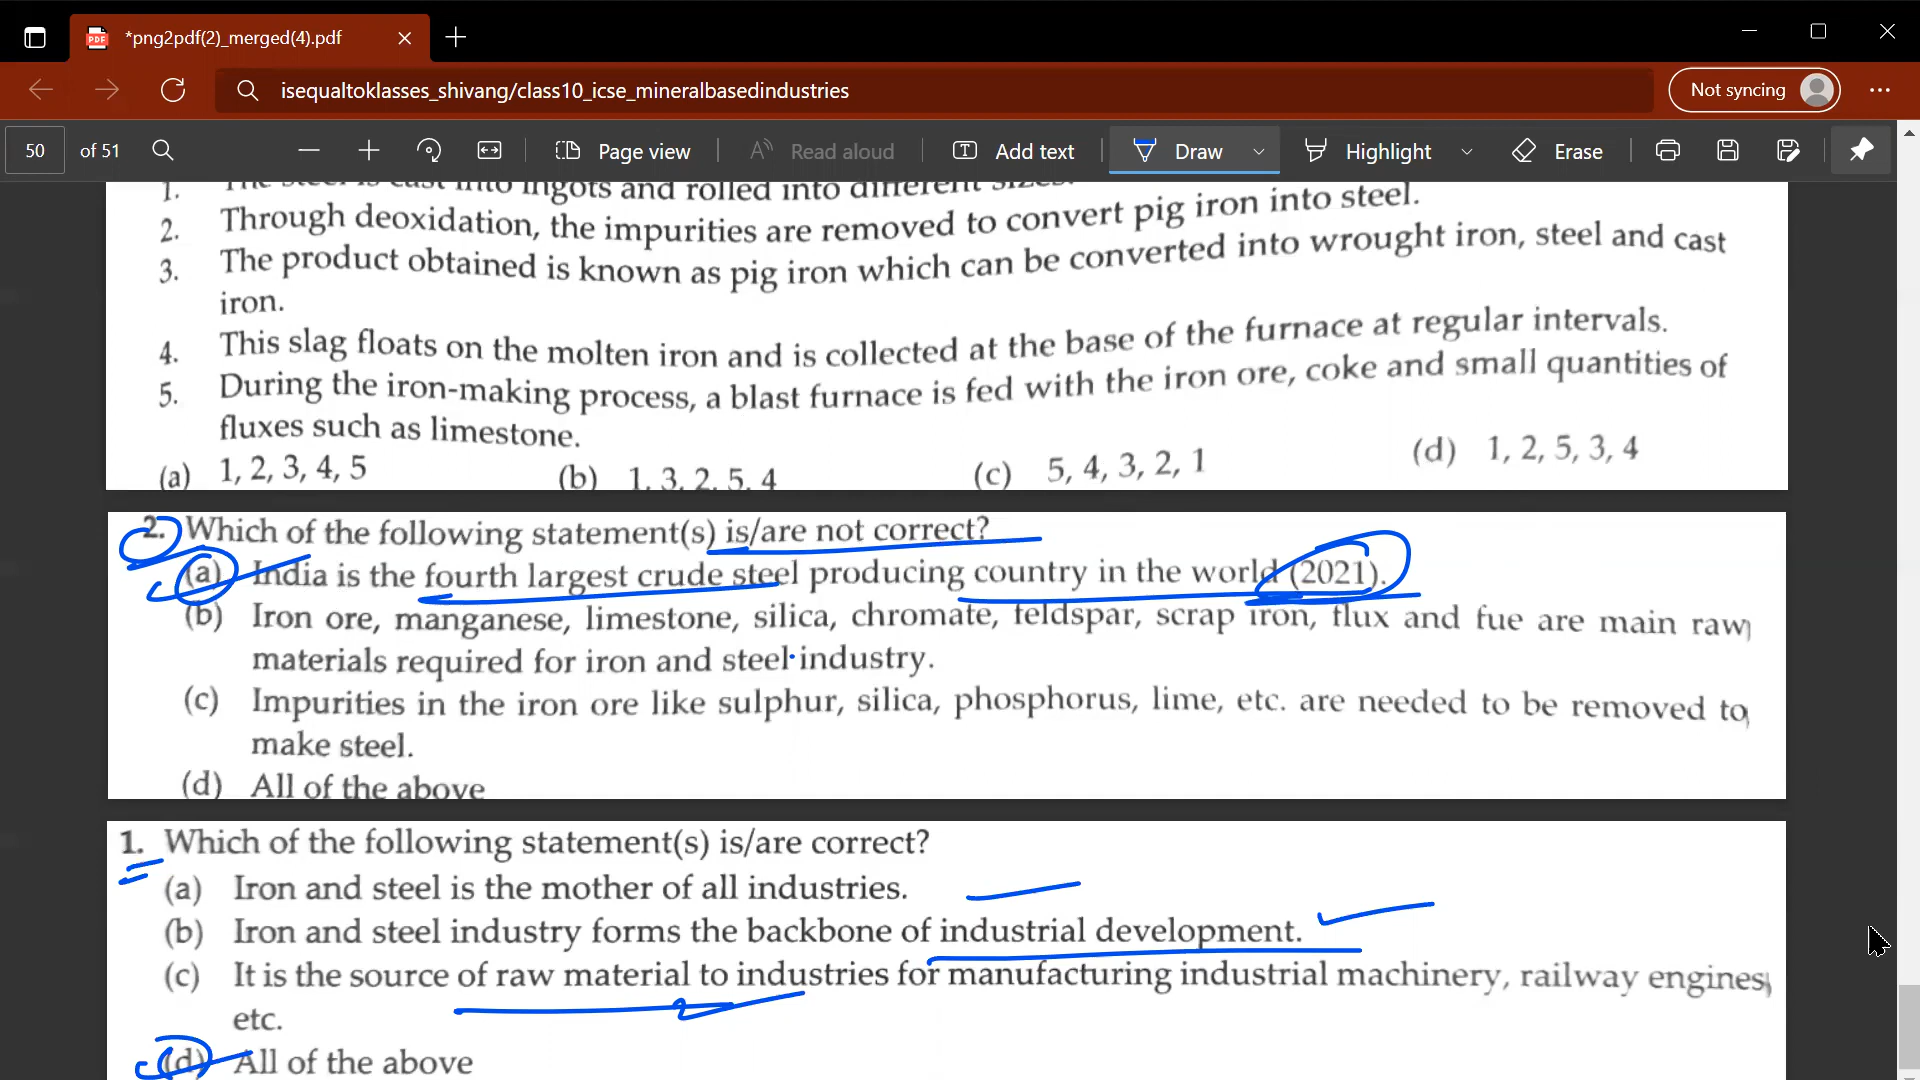 *png2pdf(2)_merged(4).pdf
isequaltoklasses_shivang/class10_icse_mineralbasedindustries
Not syncing
50 of 51
Page view
Read aloud
Add text
Draw
Highlight
Erase
1. The steel is cast into ingots and rolled into different sizes.
2. Through deoxidation, the impurities are removed to convert pig iron into steel.
3. The product obtained is known as pig iron which can be converted into wrought iron, steel and cast
iron.
4. This slag floats on the molten iron and is collected at the base of the furnace at regular intervals.
5. During the iron-making process, a blast furnace is fed with the iron ore, coke and small quantities of
fluxes such as limestone.
(a) 1, 2, 3, 4, 5 (b) 1, 3, 2, 5, 4 (c) 5, 4, 3, 2, 1 (d) 1, 2, 5, 3, 4
2. Which of the following statement(s) is/are not correct?
(a) India is the fourth largest crude steel producing country in the world (2021).
(b) Iron ore, manganese, limestone, silica, chromate, feldspar, scrap iron, flux and fue are main raw
materials required for iron and steel industry.
(c) Impurities in the iron ore like sulphur, silica, phosphorus, lime, etc. are needed to be removed to
make steel.
(d) All of the above
1. Which of the following statement(s) is/are correct?
(a) Iron and steel is the mother of all industries.
(b) Iron and steel industry forms the backbone of industrial development.
(c) It is the source of raw material to industries for manufacturing industrial machinery, railway engines,
etc.
(d) All of the above